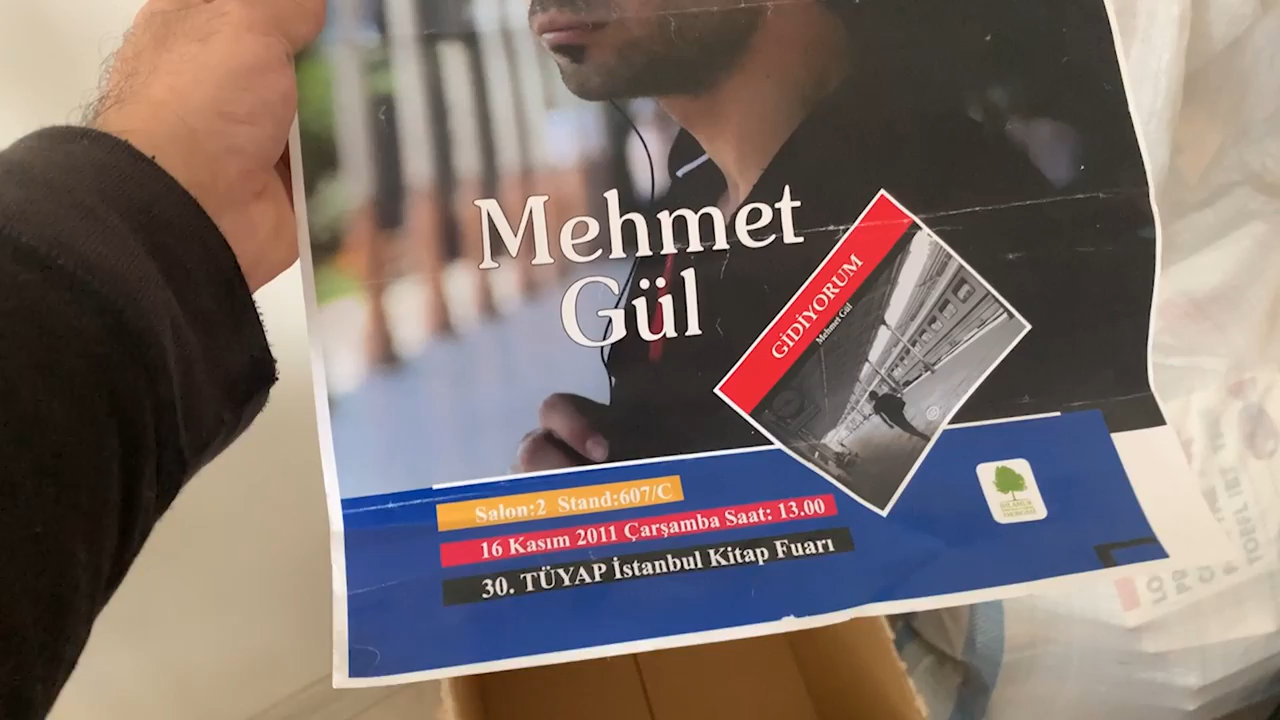 Mehmet
Gül
GİDİYORUM
Mehmet Gül
Salon:2 Stand:607/C
16 Kasım 2011 Çarşamba Saat: 13.00
30. TÜYAP İstanbul Kitap Fuarı